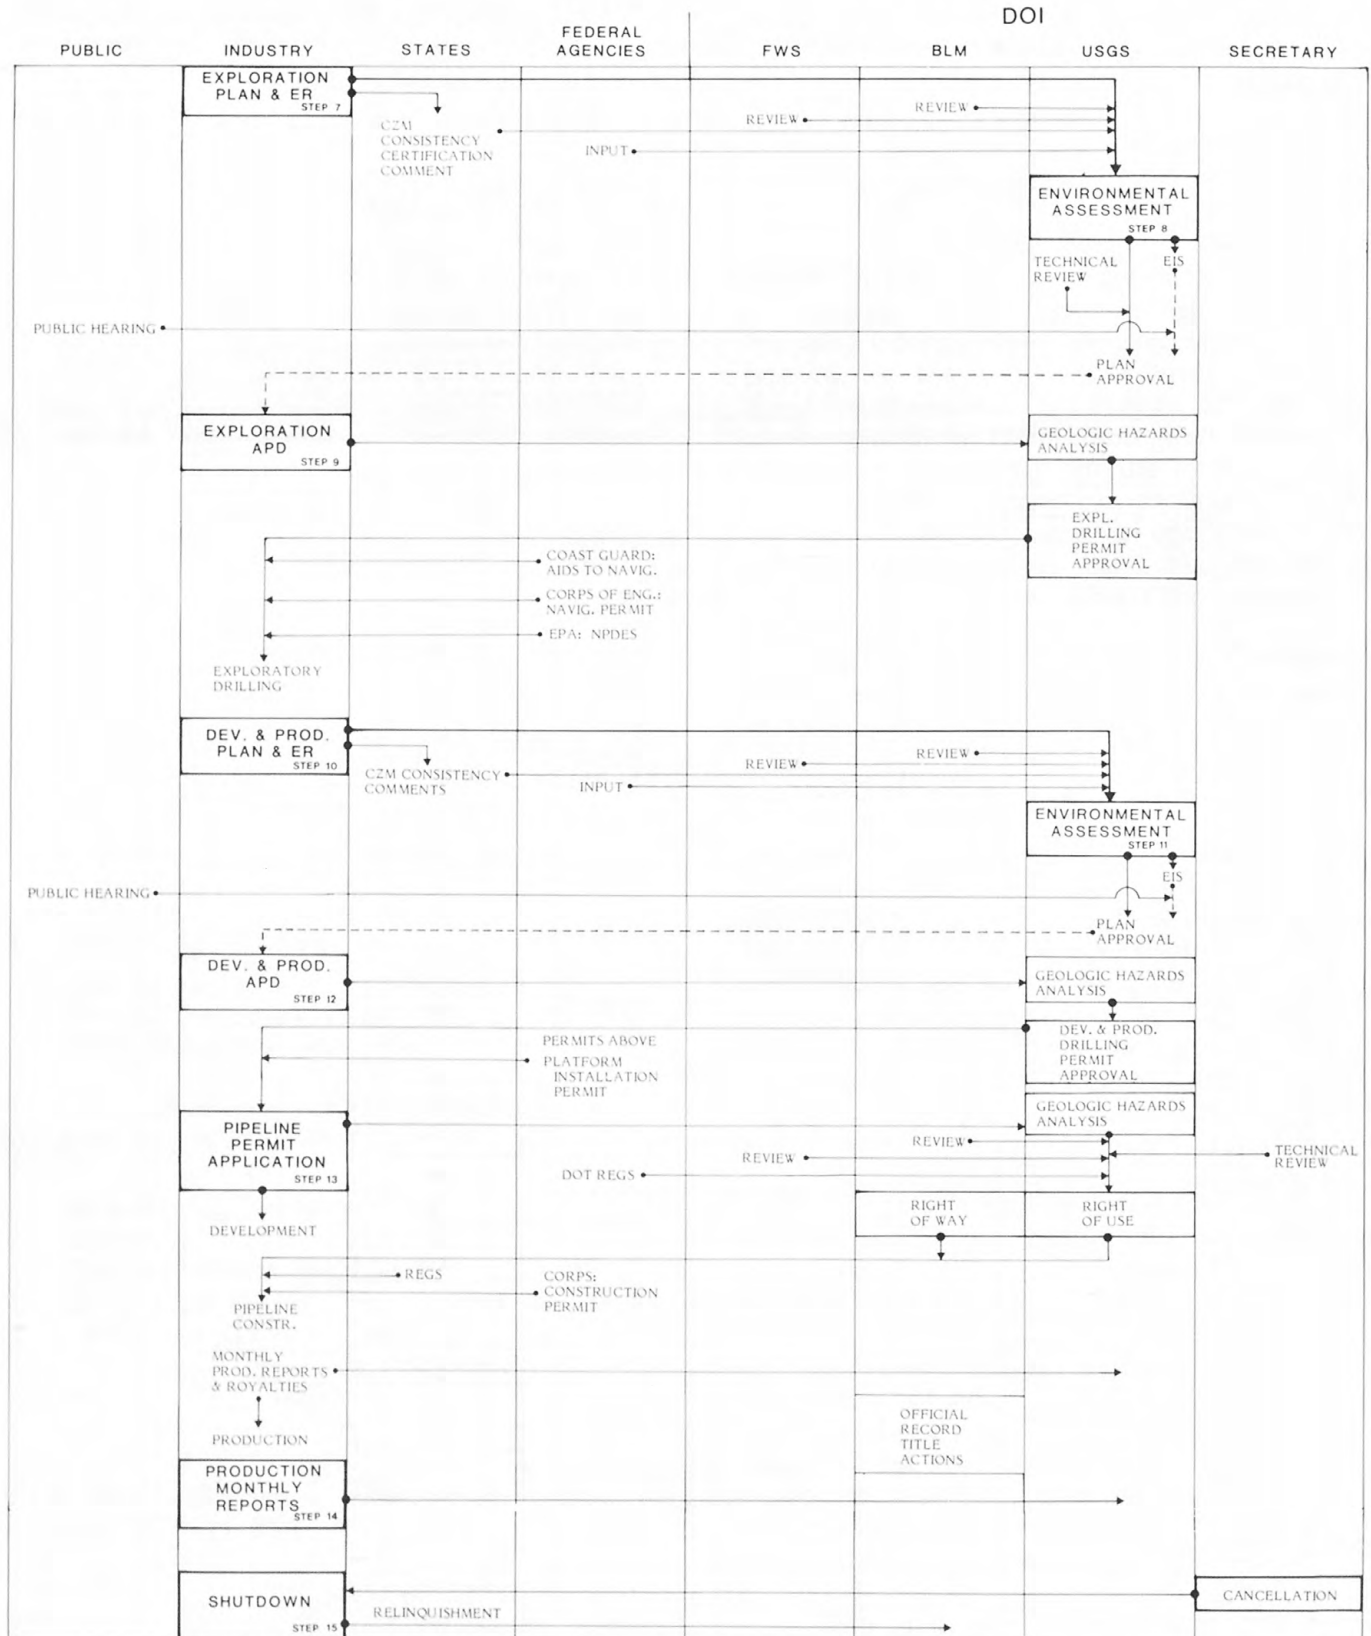 DOI
PUBLIC
INDUSTRY
STATES
FEDERAL
AGENCIES
FWS
BLM
USGS
SECRETARY
EXPLORATION
PLAN & ER
STEP 7
CZM
CONSISTENCY
CERTIFICATION
COMMENT
INPUT
REVIEW
REVIEW
ENVIRONMENTAL
ASSESSMENT
STEP 8
TECHNICAL
REVIEW
EIS
PUBLIC HEARING
PLAN
APPROVAL
EXPLORATION
APD
STEP 9
GEOLOGIC HAZARDS
ANALYSIS
EXPL.
DRILLING
PERMIT
APPROVAL
COAST GUARD:
AIDS TO NAVIG.
CORPS OF ENG.:
NAVIG. PERMIT
EPA: NPDES
EXPLORATORY
DRILLING
DEV. & PROD.
PLAN & ER
STEP 10
CZM CONSISTENCY
COMMENTS
INPUT
REVIEW
REVIEW
ENVIRONMENTAL
ASSESSMENT
STEP 11
EIS
PUBLIC HEARING
PLAN
APPROVAL
DEV. & PROD.
APD
STEP 12
GEOLOGIC HAZARDS
ANALYSIS
DEV. & PROD.
DRILLING
PERMIT
APPROVAL
PERMITS ABOVE
PLATFORM
INSTALLATION
PERMIT
PIPELINE
PERMIT
APPLICATION
STEP 13
GEOLOGIC HAZARDS
ANALYSIS
REVIEW
REVIEW
DOT REGS
TECHNICAL
REVIEW
RIGHT
OF WAY
RIGHT
OF USE
DEVELOPMENT
REGS
CORPS:
CONSTRUCTION
PERMIT
PIPELINE
CONSTR.
MONTHLY
PROD. REPORTS
& ROYALTIES
PRODUCTION
OFFICIAL
RECORD
TITLE
ACTIONS
PRODUCTION
MONTHLY
REPORTS
STEP 14
SHUTDOWN
STEP 15
RELINQUISHMENT
CANCELLATION